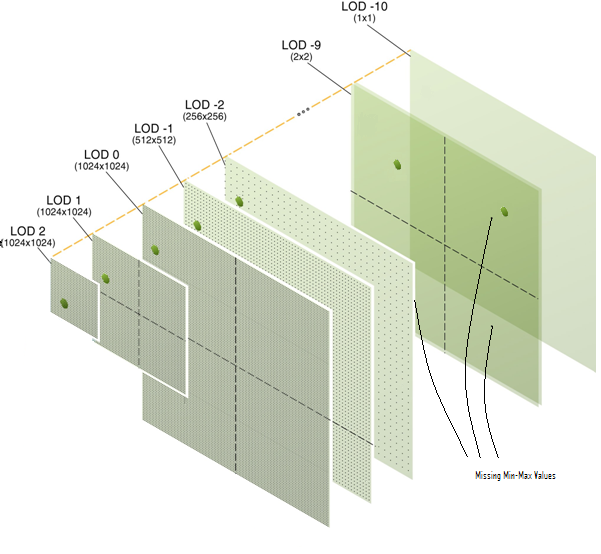 LOD -10
(1x1)
LOD -9
(2x2)
LOD -2
(256x256)
LOD -1
(512x512)
LOD 0
(1024x1024)
LOD 1
(1024x1024)
LOD 2
(1024x1024)
Missing Min-Max Values